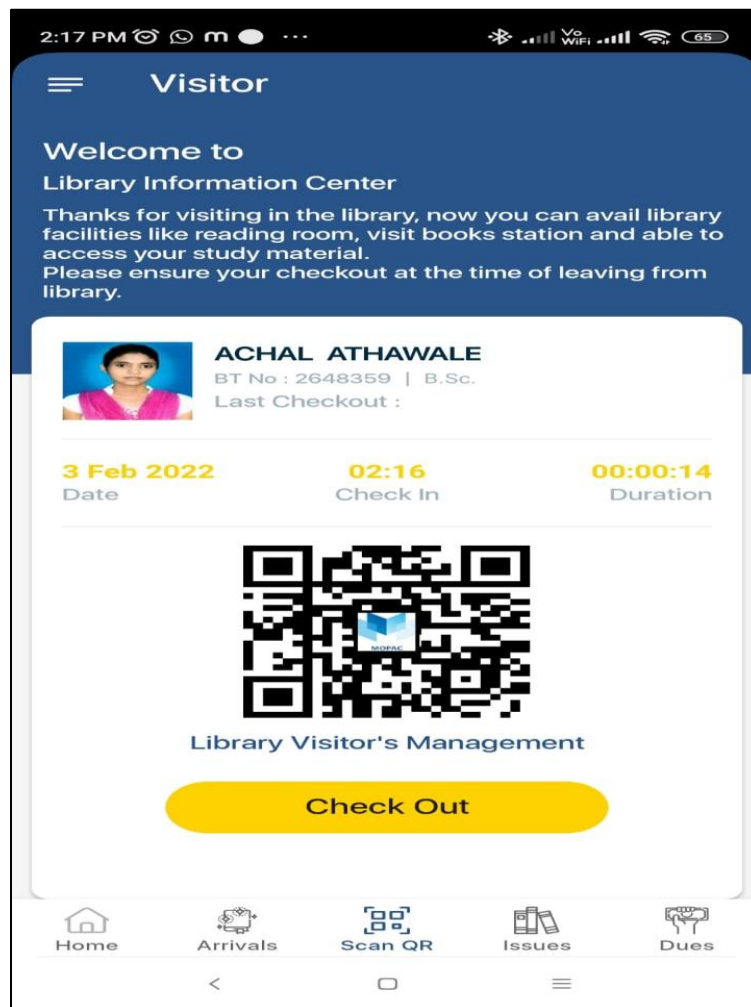 2:17 PM
Vo
WiFi
65
Visitor
Welcome to
Library Information Center
Thanks for visiting in the library, now you can avail library
facilities like reading room, visit books station and able to
access your study material.
Please ensure your checkout at the time of leaving from
library.
ACHAL ATHAWALE
BT No : 2648359 | B.Sc.
Last Checkout :
3 Feb 2022 02:16 00:00:14
Date Check In Duration
MOPAC
Library Visitor's Management
Check Out
Home Arrivals Scan QR Issues Dues